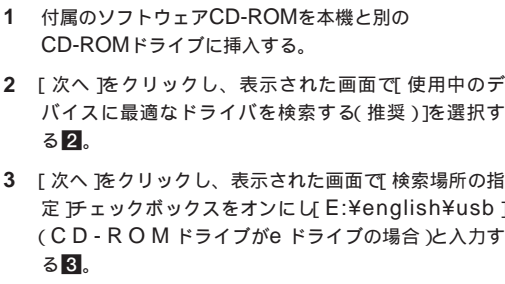 1 付属のソフトウェアCD-ROMを本機と別の
CD-ROMドライブに挿入する。
2 [ 次へ ]をクリックし、表示された画面で[ 使用中のデ
バイスに最適なドライバを検索する( 推奨 )]を選択す
る2。
3 [ 次へ ]をクリックし、表示された画面で[ 検索場所の指
定 ]チェックボックスをオンにし[ E:¥english¥usb ]
( C D - R O M ドライブがe ドライブの場合 )と入力す
る3。